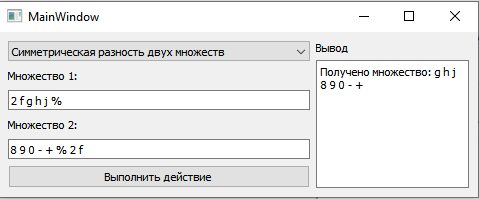 MainWindow
Симметрическая разность двух множеств
Множество 1:
2 f g h j %
Множество 2:
8 9 0 - + % 2 f
Выполнить действие
Вывод
Получено множество: g h j
8 9 0 - +